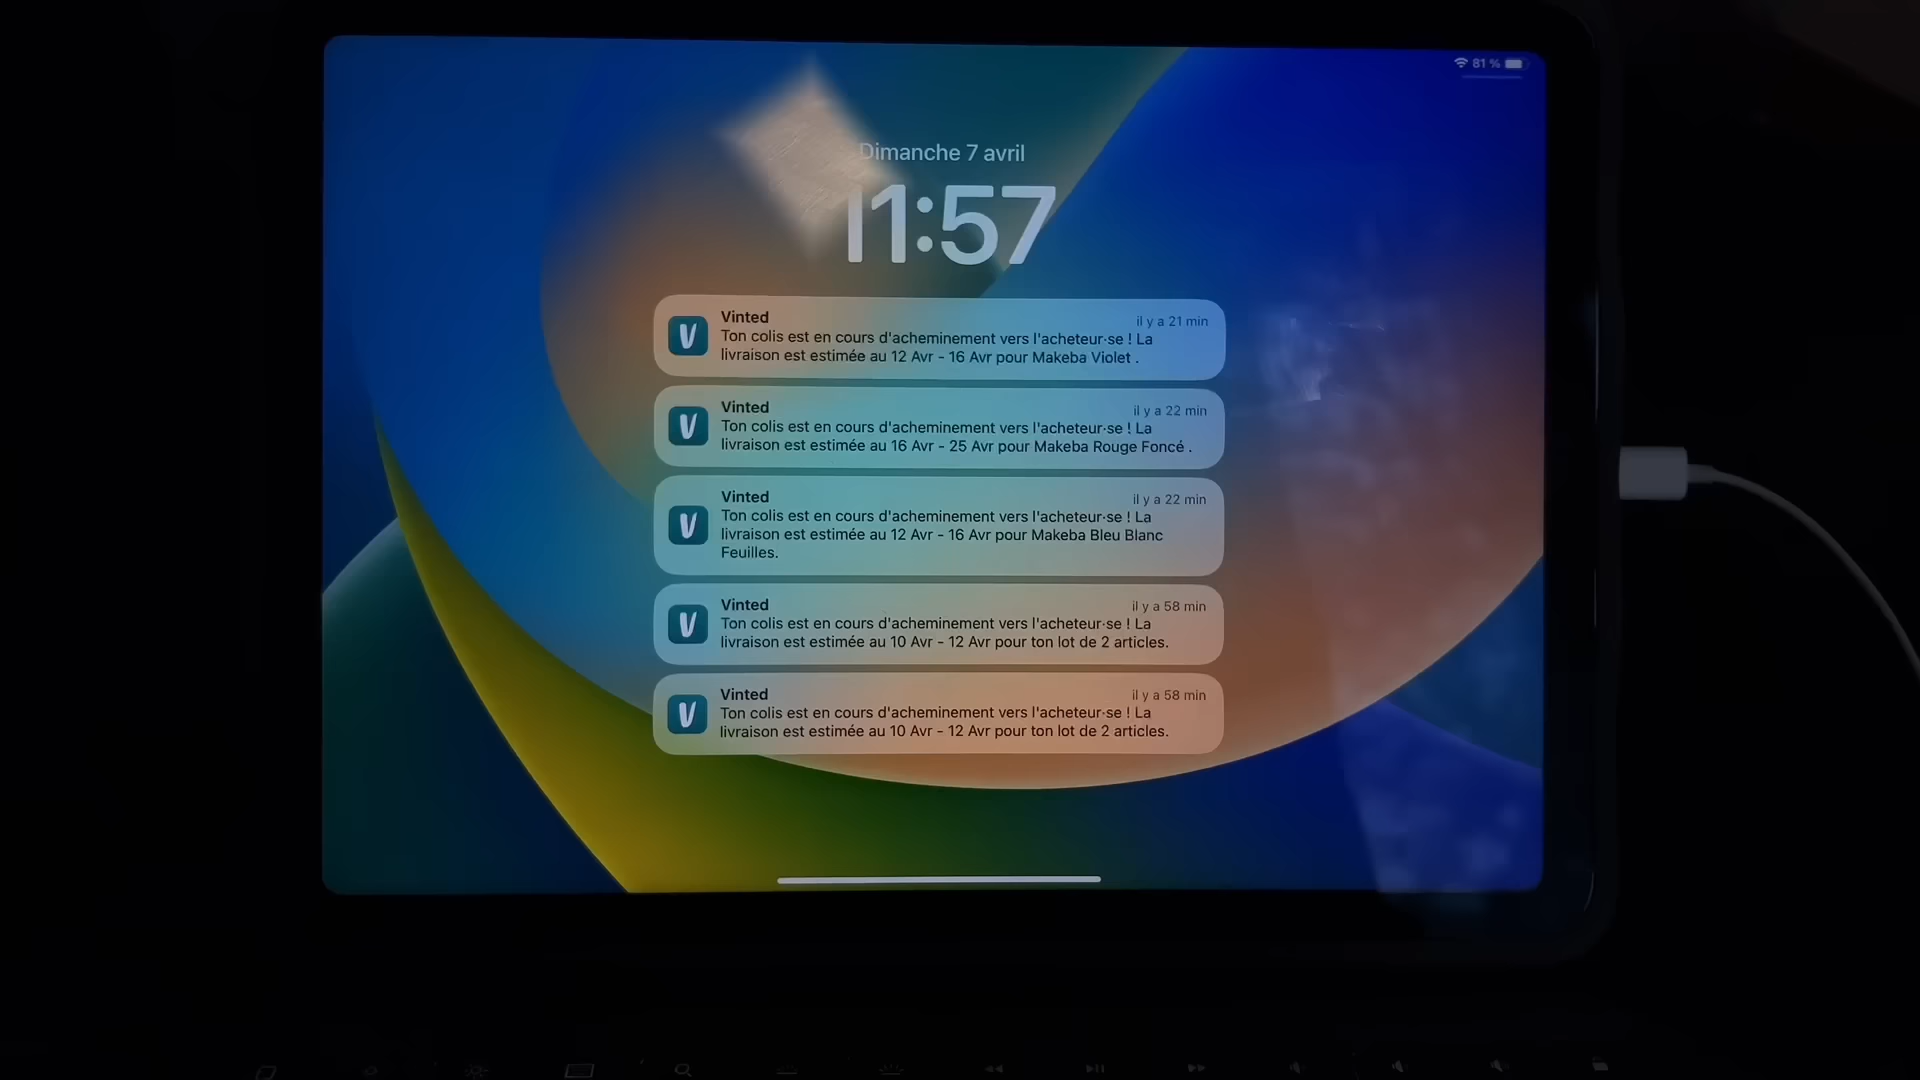 81 %
Dimanche 7 avril
11:57
Vinted
il y a 21 min
Ton colis est en cours d'acheminement vers l'acheteur·se ! La
livraison est estimée au 12 Avr - 16 Avr pour Makeba Violet .
Vinted
il y a 22 min
Ton colis est en cours d'acheminement vers l'acheteur·se ! La
livraison est estimée au 16 Avr - 25 Avr pour Makeba Rouge Foncé .
Vinted
il y a 22 min
Ton colis est en cours d'acheminement vers l'acheteur·se ! La
livraison est estimée au 12 Avr - 16 Avr pour Makeba Bleu Blanc
Feuilles.
Vinted
il y a 58 min
Ton colis est en cours d'acheminement vers l'acheteur·se ! La
livraison est estimée au 10 Avr - 12 Avr pour ton lot de 2 articles.
Vinted
il y a 58 min
Ton colis est en cours d'acheminement vers l'acheteur·se ! La
livraison est estimée au 10 Avr - 12 Avr pour ton lot de 2 articles.